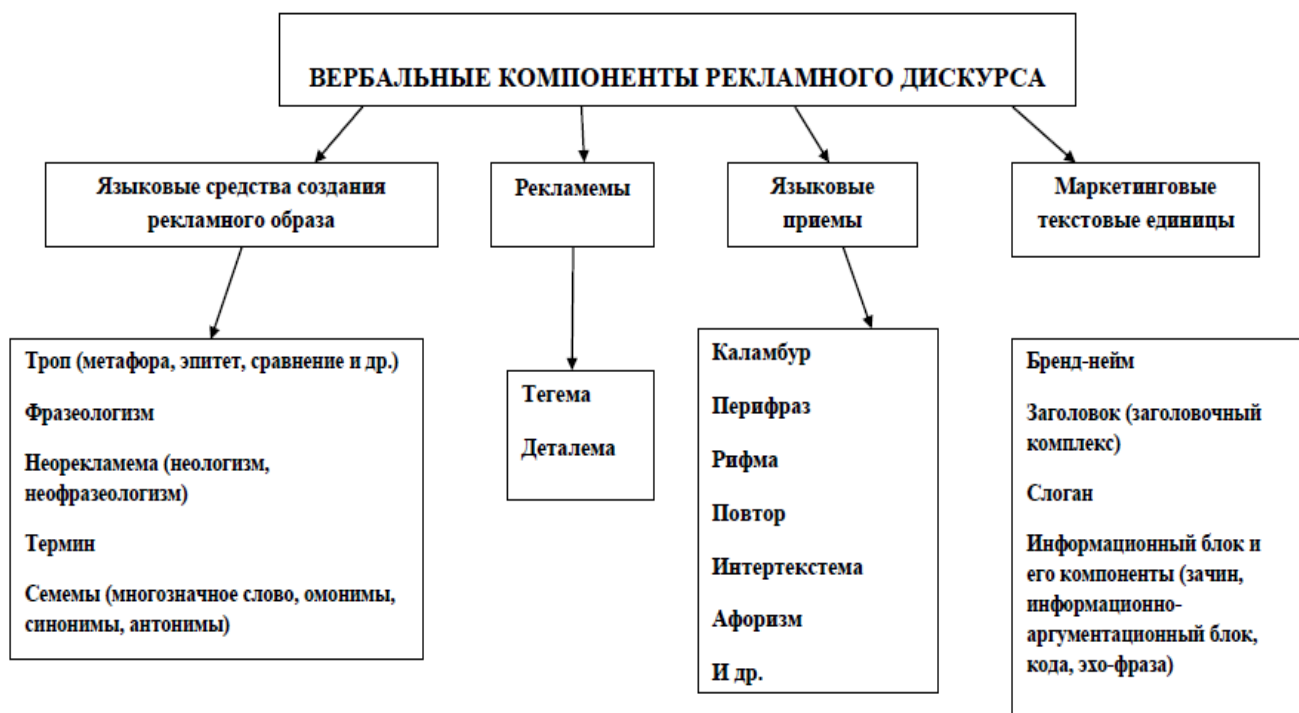 ВЕРБАЛЬНЫЕ КОМПОНЕНТЫ РЕКЛАМНОГО ДИСКУРСА
Языковые средства создания
рекламного образа
Рекламемы
Языковые
приемы
Маркетинговые
текстовые единицы
Троп (метафора, эпитет, сравнение и др.)
Фразеологизм
Неорекламема (неологизм,
неофразеологизм)
Термин
Семемы (многозначное слово, омонимы,
синонимы, антонимы)
Тегема
Деталема
Каламбур
Перифраз
Рифма
Повтор
Интертекстема
Афоризм
И др.
Бренд-нейм
Заголовок (заголовочный
комплекс)
Слоган
Информационный блок и
его компоненты (зачин,
информационно-
аргументационный блок,
кода, эхо-фраза)